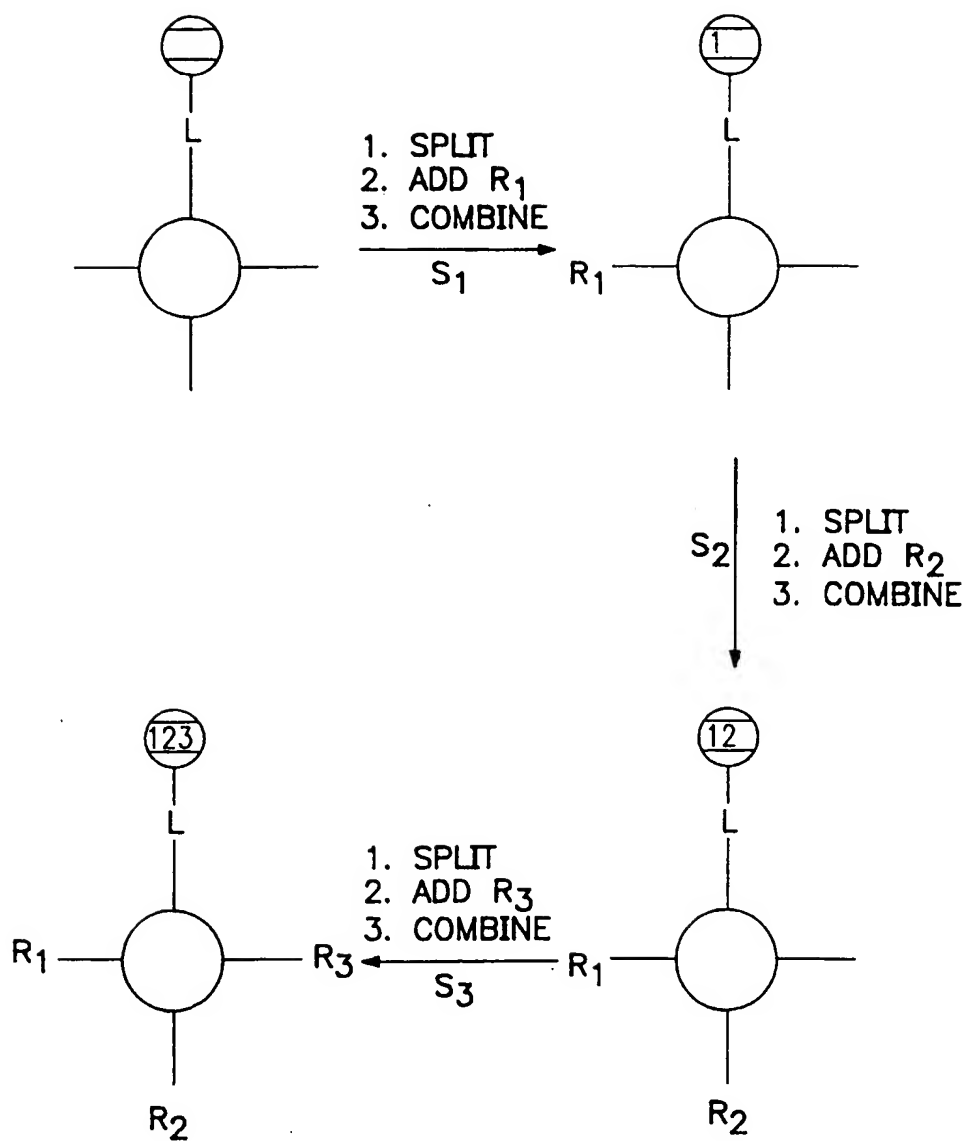 1
L
L
1. SPLIT
2. ADD R₁
3. COMBINE
S₁
R₁
S₂
1. SPLIT
2. ADD R₂
3. COMBINE
123
12
L
L
1. SPLIT
2. ADD R₃
3. COMBINE
R₁
R₃
S₃
R₁
R₂
R₂